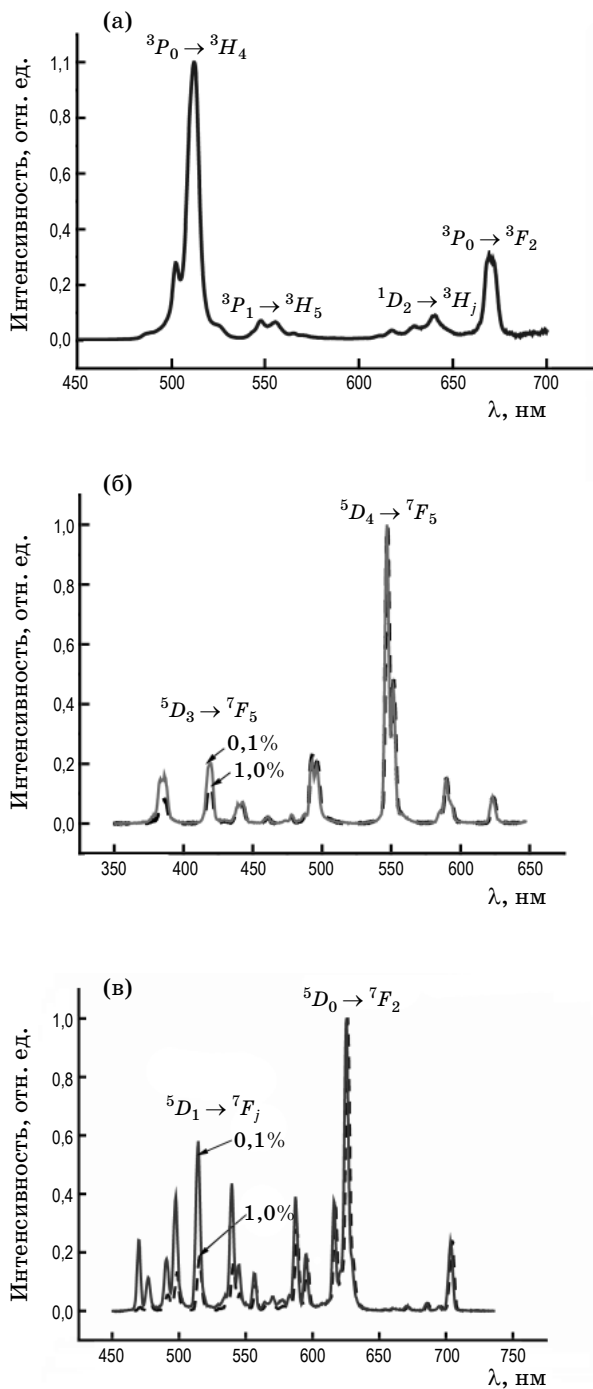 (а)
³P₀ → ³H₄
Интенсивность, отн. ед.
1,1
0,8
0,6
0,4
0,2
0,0
³P₀ → ³F₂
³P₁ → ³H₅
¹D₂ → ³Hⱼ
450 500 550 600 650 700
λ, нм
(б)
⁵D₄ → ⁷F₅
Интенсивность, отн. ед.
1,0
0,8
0,6
0,4
0,2
0,0
⁵D₃ → ⁷F₅
0,1%
1,0%
350 400 450 500 550 600 650
λ, нм
(в)
⁵D₀ → ⁷F₂
Интенсивность, отн. ед.
1,0
0,8
0,6
0,4
0,2
0,0
⁵D₁ → ⁷Fⱼ
0,1%
1,0%
450 500 550 600 650 700 750
λ, нм